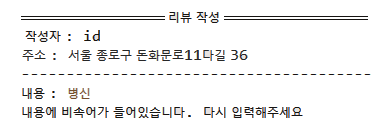 리뷰 작성
작성자 : id
주소 : 서울 종로구 돈화문로11다길 36
내용 : 병신
내용에 비속어가 들어있습니다. 다시 입력해주세요